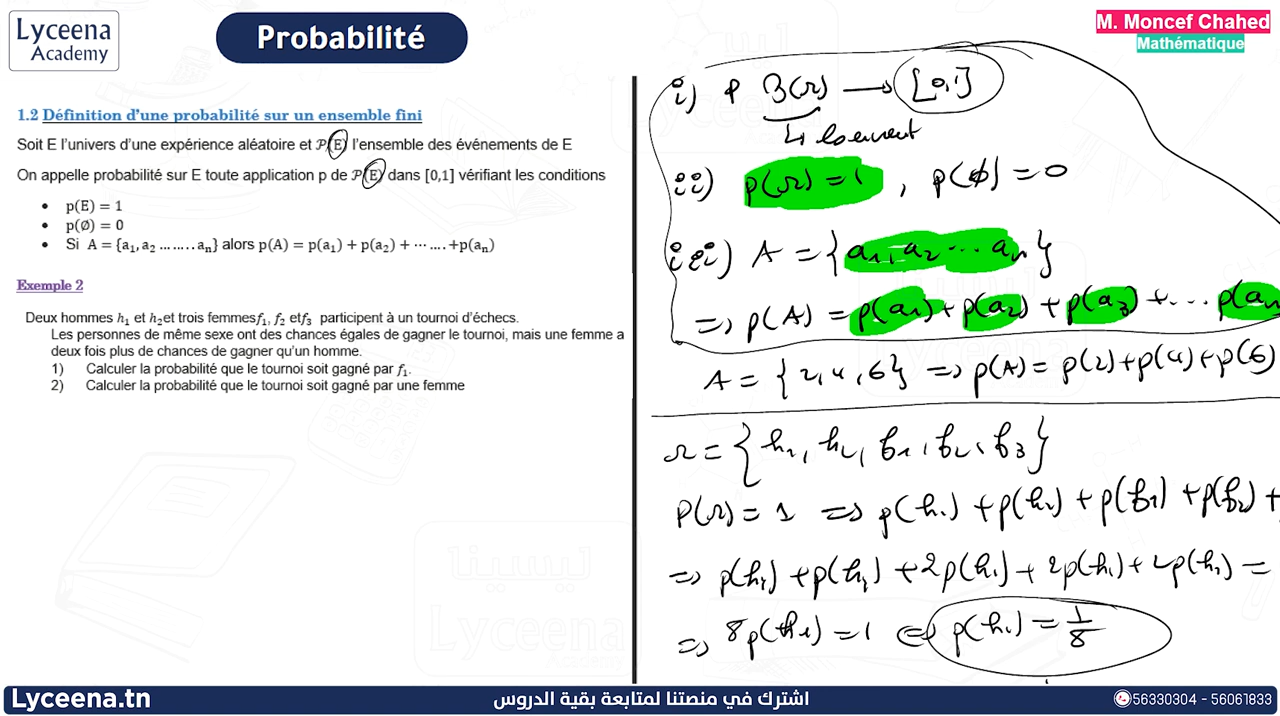 Lyceena
Academy
Probabilité
M. Moncef Chahed
Mathématique
1.2 Définition d'une probabilité sur un ensemble fini
Soit E l'univers d'une expérience aléatoire et 𝒫(E) l'ensemble des événements de E
On appelle probabilité sur E toute application p de 𝒫(E) dans [0,1] vérifiant les conditions
• p(E) = 1
• p(∅) = 0
• Si A = {a₁, a₂ ........ aₙ} alors p(A) = p(a₁) + p(a₂) + ⋯ .... +p(aₙ)
Exemple 2
Deux hommes h₁ et h₂et trois femmesf₁, f₂ etf₃ participent à un tournoi d'échecs.
Les personnes de même sexe ont des chances égales de gagner le tournoi, mais une femme a
deux fois plus de chances de gagner qu'un homme.
1) Calculer la probabilité que le tournoi soit gagné par f₁.
2) Calculer la probabilité que le tournoi soit gagné par une femme
i) P (Ω) → [0,1]
ii) p(Ω) = 1 , p(∅) = 0
iii) A = {a₁, a₂ ... aₙ}
⇒ p(A) = p(a₁) + p(a₂) + p(a₃) + ... p(aₙ
A = {2, 4, 6} ⇒ p(A) = p(2) + p(4) + p(6)
Ω = {h₁, h₂, f₁, f₂, f₃}
P(Ω) = 1 ⇒ p(h₁) + p(h₂) + p(f₁) + p(f₂) +
⇒ p(h₁) + p(h₁) + 2p(h₁) + 2p(h₁) + 2p(h₁) =
⇒ 8p(h₁) = 1 ⇔ p(h₁) = 1/8
Lyceena.tn
اشترك في منصتنا لمتابعة بقية الدروس
56330304 - 56061833